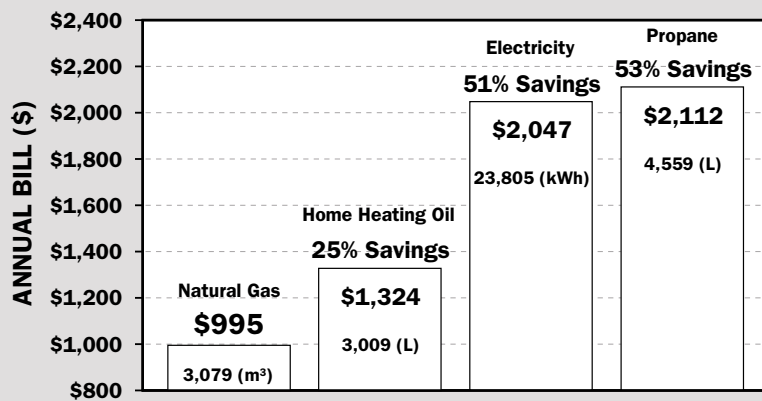 ANNUAL BILL ($)
$2,400
$2,200
$2,000
$1,800
$1,600
$1,400
$1,200
$1,000
$800
Natural Gas
$995
3,079 (m³)
Home Heating Oil
25% Savings
$1,324
3,009 (L)
Electricity
51% Savings
$2,047
23,805 (kWh)
Propane
53% Savings
$2,112
4,559 (L)